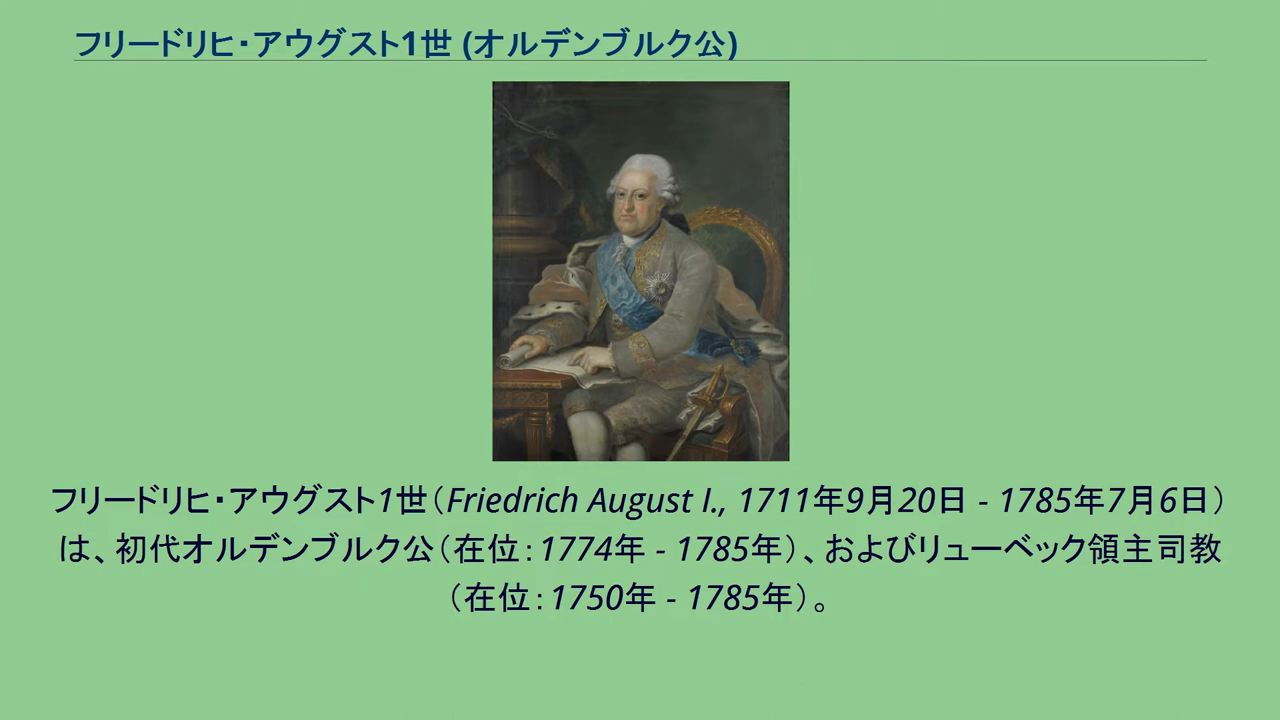 フリードリヒ・アウグスト1世 (オルデンブルク公)
フリードリヒ・アウグスト1世（Friedrich August I., 1711年9月20日 - 1785年7月6日）
は、初代オルデンブルク公（在位：1774年 - 1785年）、およびリューベック領主司教
（在位：1750年 - 1785年）。